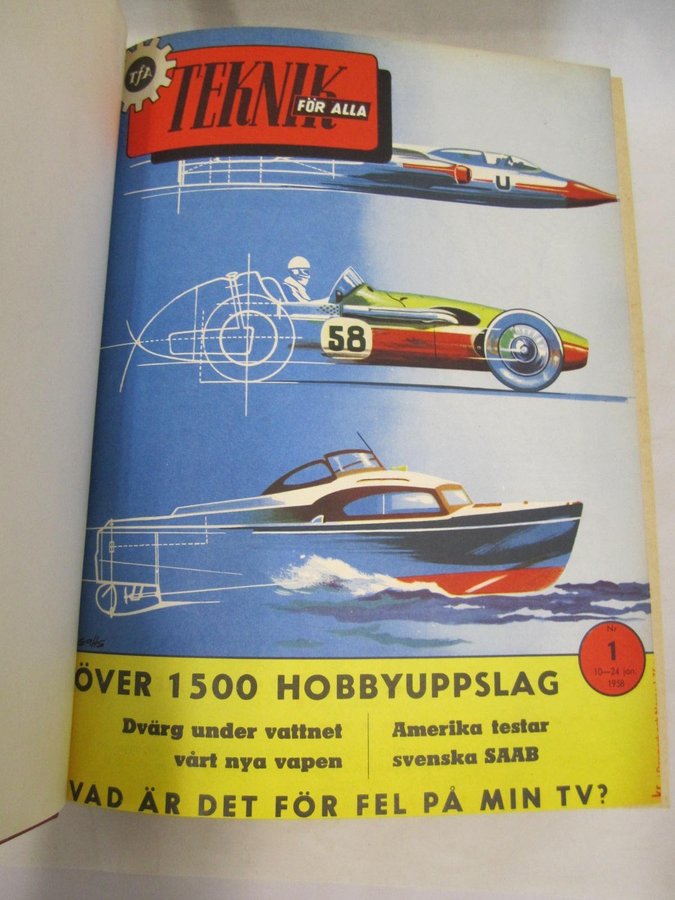 TfA
TEKNIK
FÖR ALLA
U
58
Nr
1
10—24 jan.
1958
ÖVER 1500 HOBBYUPPSLAG
Dvärg under vattnet
vårt nya vapen
Amerika testar
svenska SAAB
VAD ÄR DET FÖR FEL PÅ MIN TV?